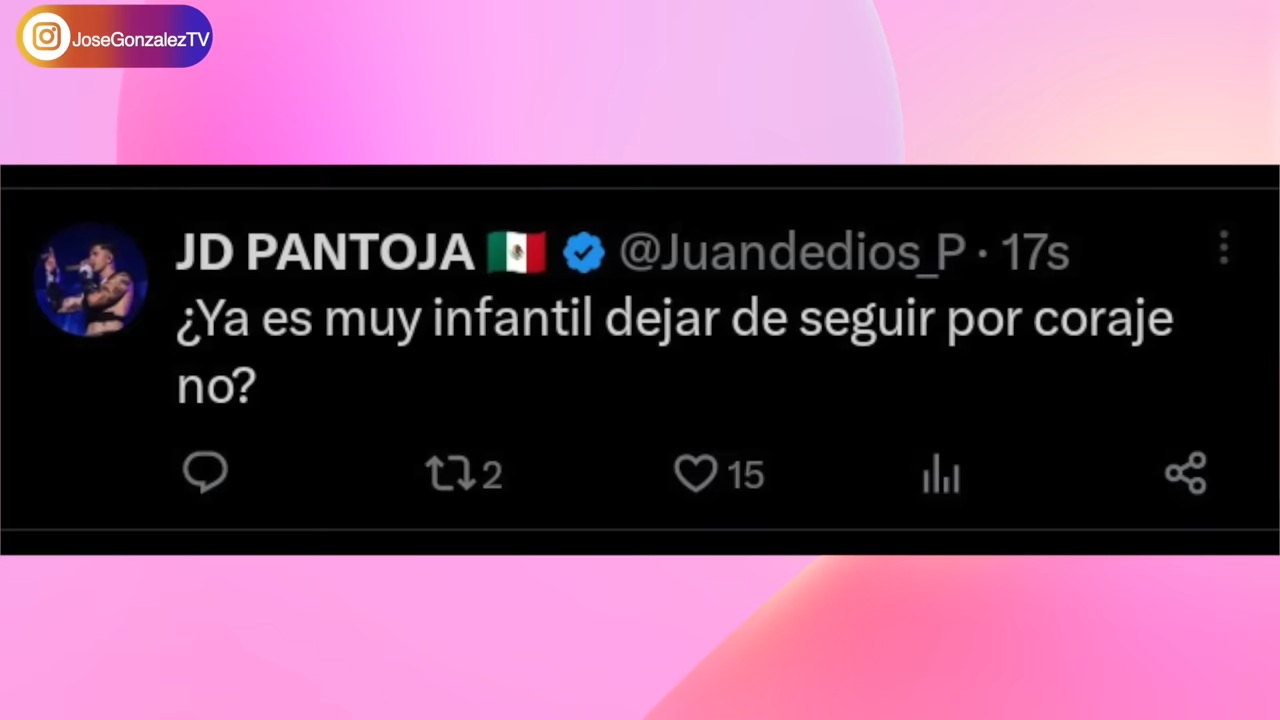 JoseGonzalezTV
JD PANTOJA 🇲🇽 @Juandedios_P · 17s
¿Ya es muy infantil dejar de seguir por coraje
no?
2 15